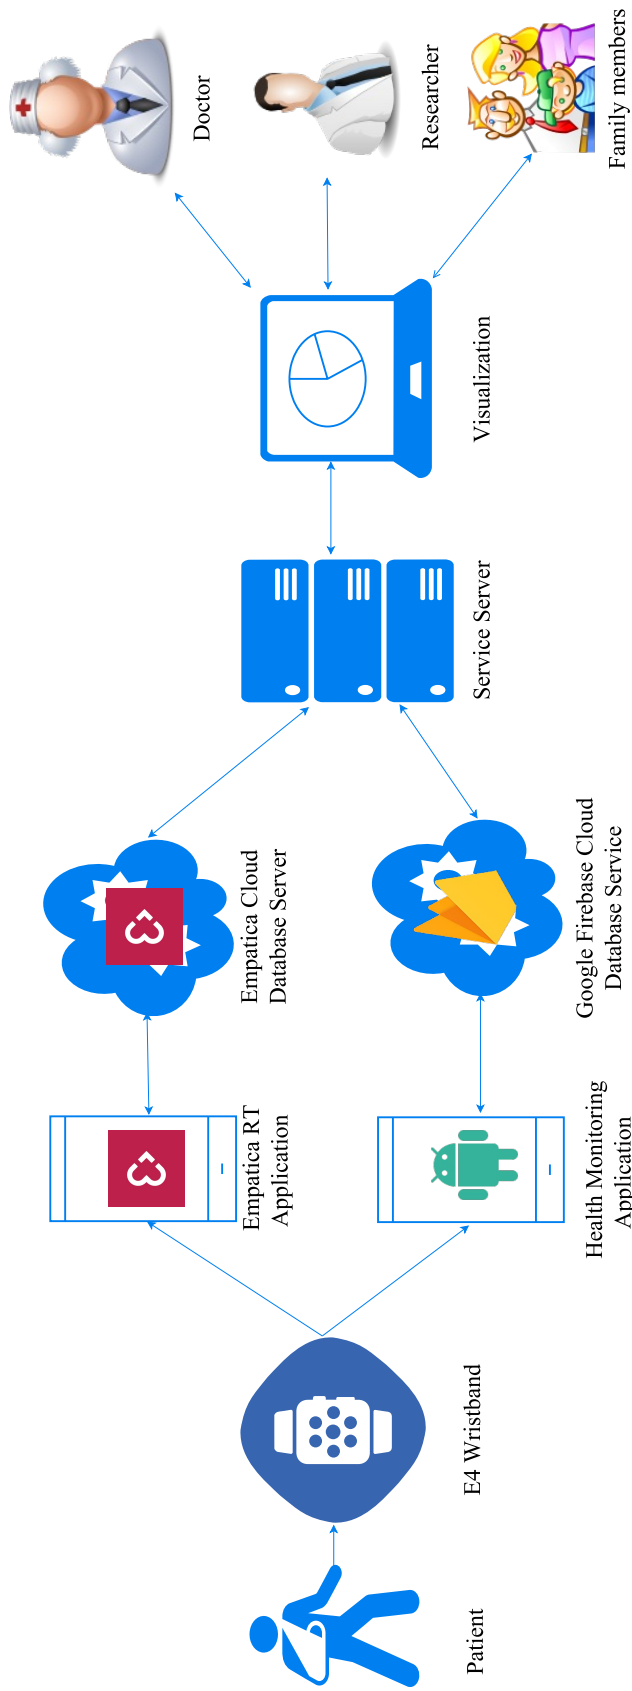 Patient
E4 Wristband
Empatica RT
Application
Health Monitoring
Application
Empatica Cloud
Database Server
Google Firebase Cloud
Database Service
Service Server
Visualization
Doctor
Researcher
Family members